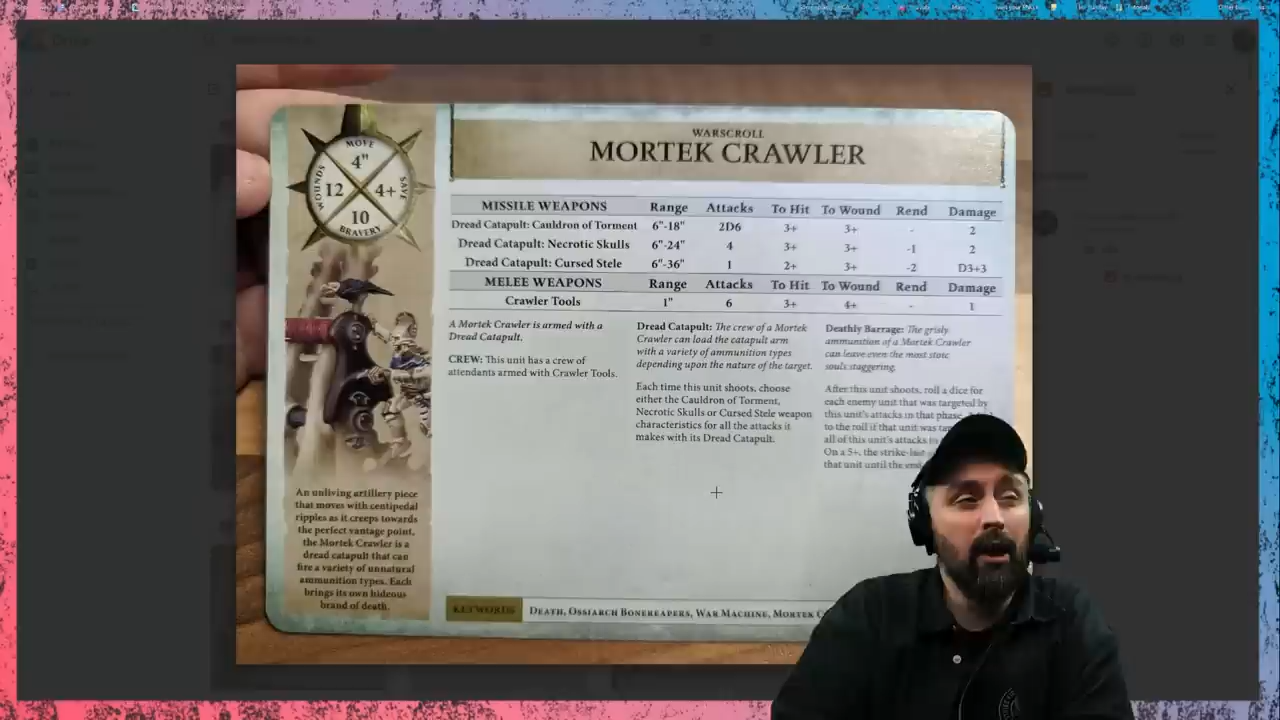 WARSCROLL
MORTEK CRAWLER
MOVE
4"
WOUNDS 12 4+ SAVE
10
BRAVERY
MISSILE WEAPONS Range Attacks To Hit To Wound Rend Damage
Dread Catapult: Cauldron of Torment 6"-18" 2D6 3+ 3+ - 2
Dread Catapult: Necrotic Skulls 6"-24" 4 3+ 3+ -1 2
Dread Catapult: Cursed Stele 6"-36" 1 2+ 3+ -2 D3+3
MELEE WEAPONS Range Attacks To Hit To Wound Rend Damage
Crawler Tools 1" 6 3+ 4+ - 1
A Mortek Crawler is armed with a
Dread Catapult.
CREW: This unit has a crew of
attendants armed with Crawler Tools.
Dread Catapult: The crew of a Mortek
Crawler can load the catapult arm
with a variety of ammunition types
depending upon the nature of the target.
Each time this unit shoots, choose
either the Cauldron of Torment,
Necrotic Skulls or Cursed Stele weapon
characteristics for all the attacks it
makes with its Dread Catapult.
Deathly Barrage: The grisly
ammunition of a Mortek Crawler
can leave even the most stoic
souls staggering.
After this unit shoots, roll a dice for
each enemy unit that was targeted by
this unit's attacks in that phase.
to the roll if that unit was
all of this unit's attacks
On a 5+, the strike-last
that unit until the end
An unliving artillery piece
that moves with centipedal
ripples as it creeps towards
the perfect vantage point,
the Mortek Crawler is a
dread catapult that can
fire a variety of unnatural
ammunition types. Each
brings its own hideous
brand of death.
KEYWORDS DEATH, OSSIARCH BONEREAPERS, WAR MACHINE, MORTEK